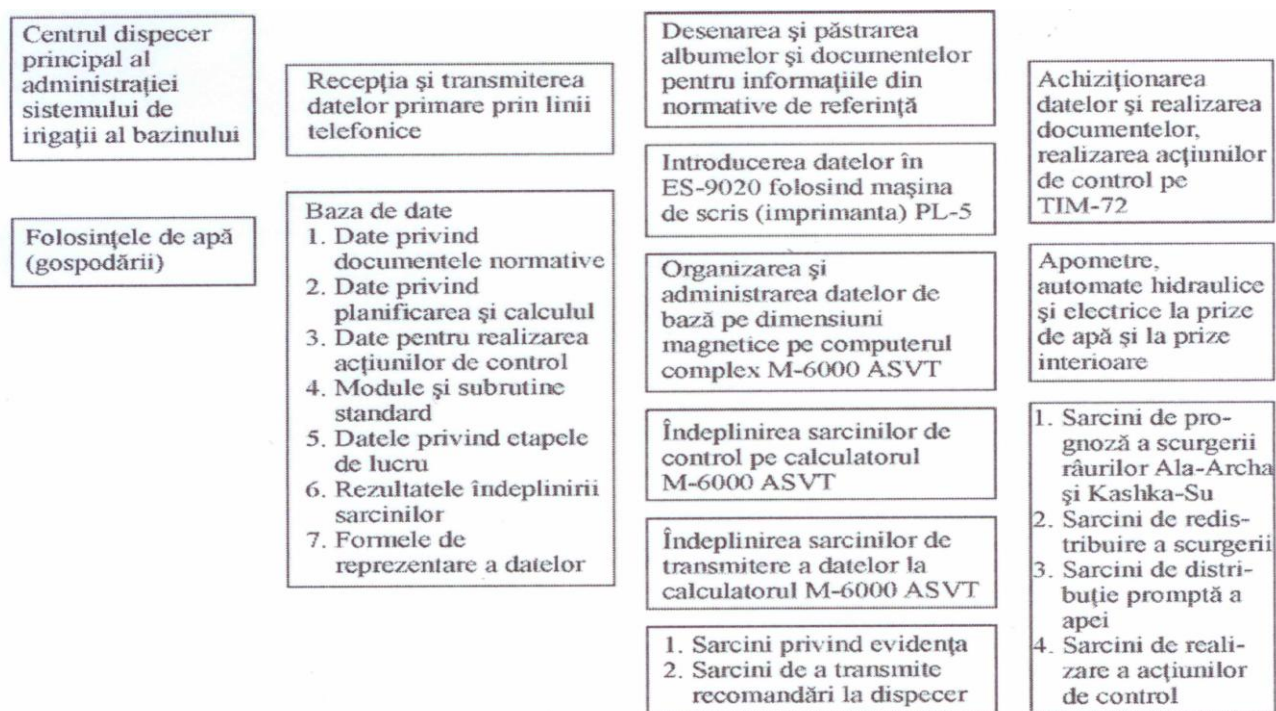 Centrul dispecer
principal al
administrației
sistemului de
irigații al bazinului
Folosințele de apă
(gospodării)
Recepția și transmiterea
datelor primare prin linii
telefonice
Baza de date
1. Date privind
documentele normative
2. Date privind
planificarea și calculul
3. Date pentru realizarea
acțiunilor de control
4. Module și subrutine
standard
5. Datele privind etapele
de lucru
6. Rezultatele îndeplinirii
sarcinilor
7. Formele de
reprezentare a datelor
Desenarea și păstrarea
albumelor și documentelor
pentru informațiile din
normative de referință
Introducerea datelor în
ES-9020 folosind mașina
de scris (imprimanta) PL-5
Organizarea și
administrarea datelor de
bază pe dimensiuni
magnetice pe computerul
complex M-6000 ASVT
Îndeplinirea sarcinilor de
control pe calculatorul
M-6000 ASVT
Îndeplinirea sarcinilor de
transmitere a datelor la
calculatorul M-6000 ASVT
1. Sarcini privind evidența
2. Sarcini de a transmite
recomandări la dispecer
Achiziționarea
datelor și realizarea
documentelor,
realizarea acțiunilor
de control pe
TIM-72
Apometre,
automate hidraulice
și electrice la prize
de apă și la prize
interioare
1. Sarcini de pro-
gnoză a scurgerii
râurilor Ala-Archa
și Kashka-Su
2. Sarcini de redis-
tribuire a scurgerii
3. Sarcini de distri-
buție promptă a
apei
4. Sarcini de reali-
zare a acțiunilor
de control